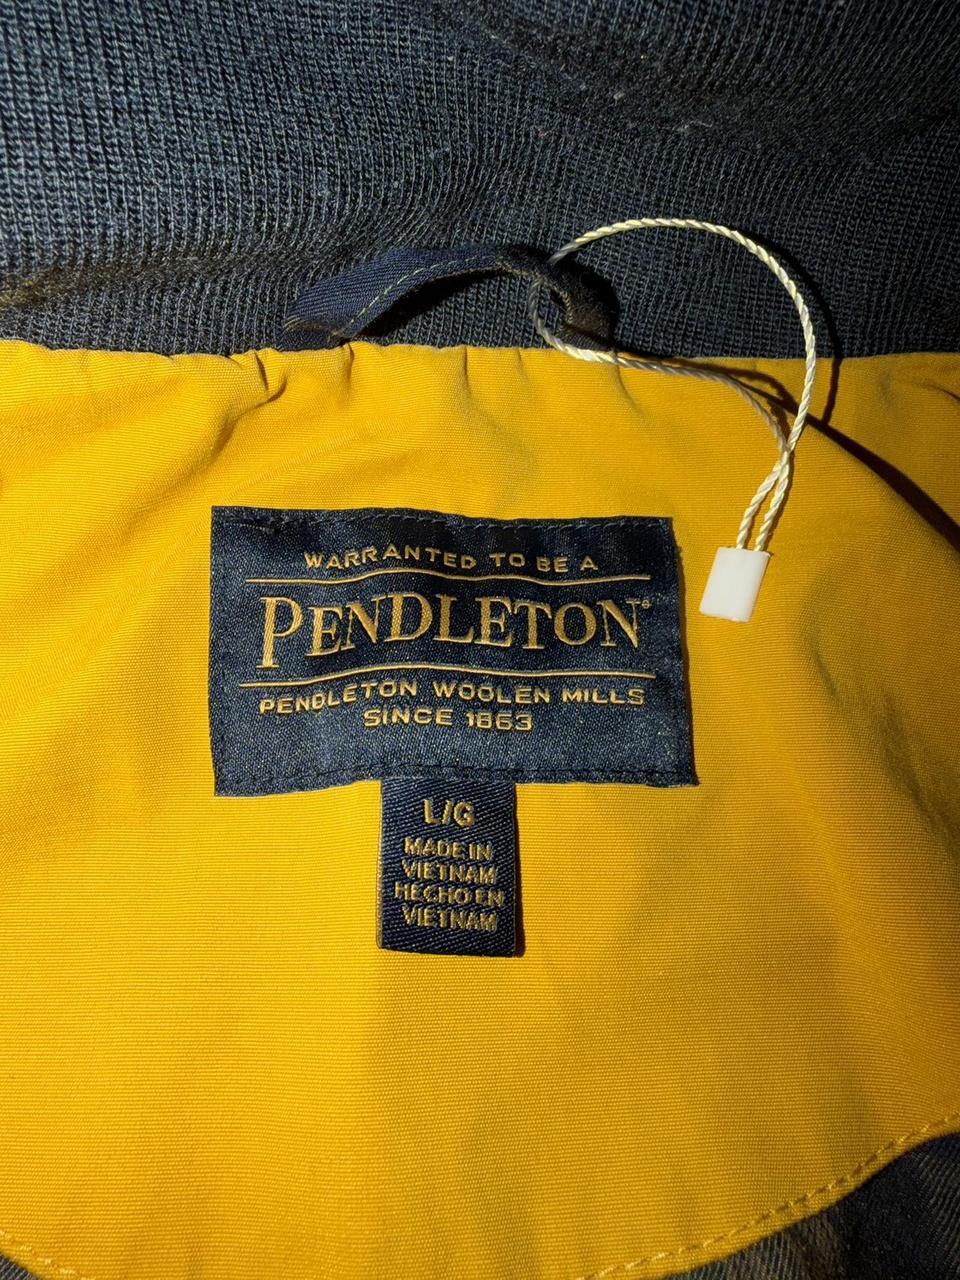 WARRANTED TO BE A
PENDLETON®
PENDLETON WOOLEN MILLS
SINCE 1863
L/G
MADE IN
VIETNAM
HECHO EN
VIETNAM